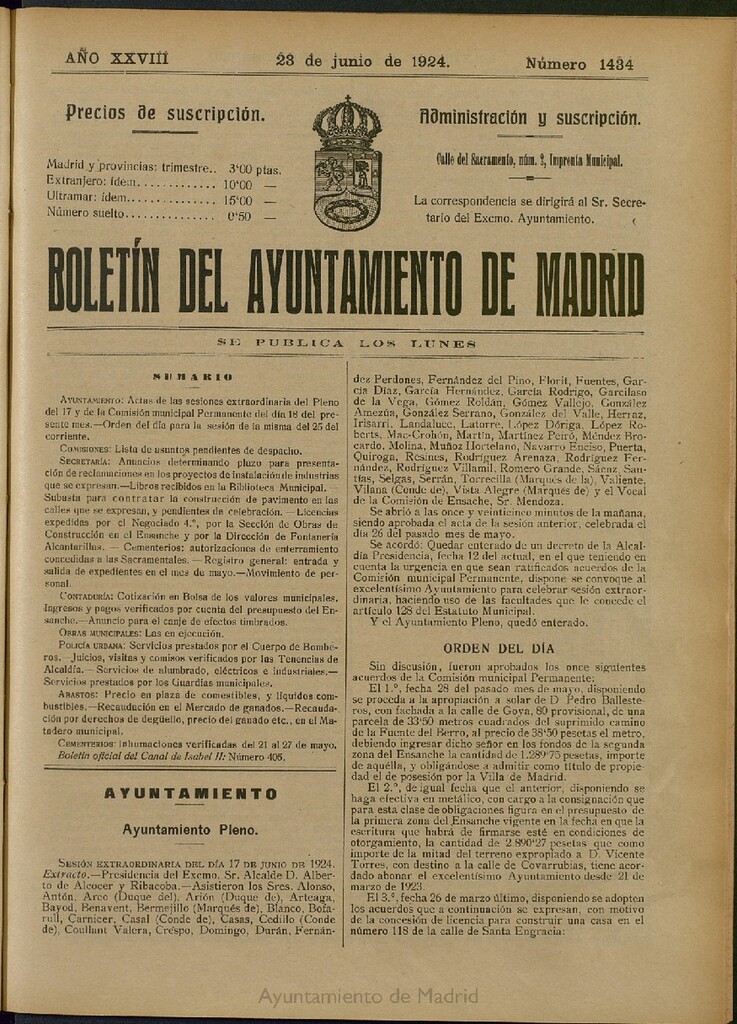 AÑO XXVIII
23 de junio de 1924.
Número 1434
Precios de suscripción.
Madrid y provincias: trimestre.. 3'00 ptas.
Extranjero: ídem............ 10'00 —
Ultramar: ídem.............. 15'00 —
Número suelto.............. 0'50 —
Administración y suscripción.
Calle del Sacramento, núm. 2, Imprenta Municipal.
La correspondencia se dirigirá al Sr. Secre-
tario del Excmo. Ayuntamiento.
BOLETÍN DEL AYUNTAMIENTO DE MADRID
SE PUBLICA LOS LUNES
SUMARIO
AYUNTAMIENTO: Actas de las sesiones extraordinaria del Pleno
del 17 y de la Comisión municipal Permanente del día 18 del pre-
sente mes.—Orden del día para la sesión de la misma del 25 del
corriente.
COMISIONES: Lista de asuntos pendientes de despacho.
SECRETARÍA: Anuncios determinando plazo para presenta-
ción de reclamaciones en los proyectos de instalación de industrias
que se expresan.—Libros recibidos en la Biblioteca Municipal.—
Subasta para contratar la construcción de pavimento en las
calles que se expresan, y pendientes de celebración. — Licencias
expedidas por el Negociado 4.º, por la Sección de Obras de
Construcción en el Ensanche y por la Dirección de Fontanería
Alcantarillas. — Cementerios: autorizaciones de enterramiento
concedidas a las Sacramentales. — Registro general: entrada y
salida de expedientes en el mes de mayo.—Movimiento de per-
sonal.
CONTADURÍA: Cotización en Bolsa de los valores municipales.
Ingresos y pagos verificados por cuenta del presupuesto del En-
sanche.—Anuncio para el canje de efectos timbrados.
OBRAS MUNICIPALES: Las en ejecución.
POLICÍA URBANA: Servicios prestados por el Cuerpo de Bombe-
ros.—Juicios, visitas y comisos verificados por las Tenencias de
Alcaldía.— Servicios de alumbrado, eléctricos e industriales.—
Servicios prestados por los Guardias municipales.
ABASTOS: Precio en plaza de comestibles, y líquidos com-
bustibles.—Recaudación en el Mercado de ganados.—Recauda-
ción por derechos de degüello, precio del ganado etc., en el Ma-
tadero municipal.
CEMENTERIOS: inhumaciones verificadas del 21 al 27 de mayo.
Boletín oficial del Canal de Isabel II: Número 405.
AYUNTAMIENTO
Ayuntamiento Pleno.
SESIÓN EXTRAORDINARIA DEL DÍA 17 DE JUNIO DE 1924.
Extracto.—Presidencia del Excmo. Sr. Alcalde D. Alber-
to de Alcocer y Ribacoba.—Asistieron los Sres. Alonso,
Antón, Arco (Duque del), Arión (Duque de), Arteaga,
Bayod, Benavent, Bermejillo (Marqués de), Blanco, Bofa-
rull, Carnicer, Casal (Conde de), Casas, Cedillo (Conde
de), Coullant Valera, Crespo, Domingo, Durán, Fernán-
dez Perdones, Fernández del Pino, Florit, Fuentes, Gar-
cía Díaz, García Hernández, García Rodrigo, Garcilaso
de la Vega, Gómez Roldán, Gómez Vallejo, González
Amezúa, González Serrano, González del Valle, Herraz,
Irisarri, Landaluce, Latorre, López Dóriga, López Ro-
berts, Mac-Crohón, Martín, Martínez Peiró, Méndez Bro-
cardo, Molina, Muñoz Hortelano, Navarro Enciso, Puerta,
Quiroga, Resines, Rodríguez Arenaza, Rodríguez Fer-
nández, Rodríguez Villamil, Romero Grande, Sáenz, San-
tías, Selgas, Serrán, Torrecilla (Marqués de la), Valiente,
Vilana (Conde de), Vista Alegre (Marqués de) y el Vocal
de la Comisión de Ensache, Sr. Mendoza.
Se abrió a las once y veinticinco minutos de la mañana,
siendo aprobada el acta de la sesión anterior, celebrada el
día 26 del pasado mes de mayo.
Se acordó: Quedar enterado de un decreto de la Alcal-
día Presidencia, fecha 12 del actual, en el que teniendo en
cuenta la urgencia en que sean ratificados acuerdos de la
Comisión municipal Permanente, dispone se convoque al
excelentísimo Ayuntamiento para celebrar sesión extraor-
dinaria, haciendo uso de las facultades que le concede el
artículo 128 del Estatuto Municipal.
Y el Ayuntamiento Pleno, quedó enterado.
ORDEN DEL DÍA
Sin discusión, fueron aprobados los once siguientes
acuerdos de la Comisión municipal Permanente:
El 1.º, fecha 28 del pasado mes de mayo, disponiendo
se proceda a la apropiación a solar de D Pedro Balleste-
ros, con fachada a la calle de Goya, 80 provisional, de una
parcela de 33'50 metros cuadrados del suprimido camino
de la Fuente del Berro, al precio de 38'50 pesetas el metro,
debiendo ingresar dicho señor en los fondos de la segunda
zona del Ensanche la cantidad de 1.289'75 pesetas, importe
de aquélla, y obligándose a admitir como título de propie-
dad el de posesión por la Villa de Madrid.
El 2.º, de igual fecha que el anterior, disponiendo se
haga efectiva en metálico, con cargo a la consignación que
para esta clase de obligaciones figura en el presupuesto de
la primera zona del Ensanche vigente en la fecha en que la
escritura que habrá de firmarse esté en condiciones de
otorgamiento, la cantidad de 2.890'27 pesetas que como
importe de la mitad del terreno expropiado a D. Vicente
Torres, con destino a la calle de Covarrubias, tiene acor-
dado abonar el excelentísimo Ayuntamiento desde 21 de
marzo de 1923.
El 3.º, fecha 26 de marzo último, disponiendo se adopten
los acuerdos que a continuación se expresan, con motivo
de la concesión de licencia para construir una casa en el
número 118 de la calle de Santa Engracia:
Ayuntamiento de Madrid